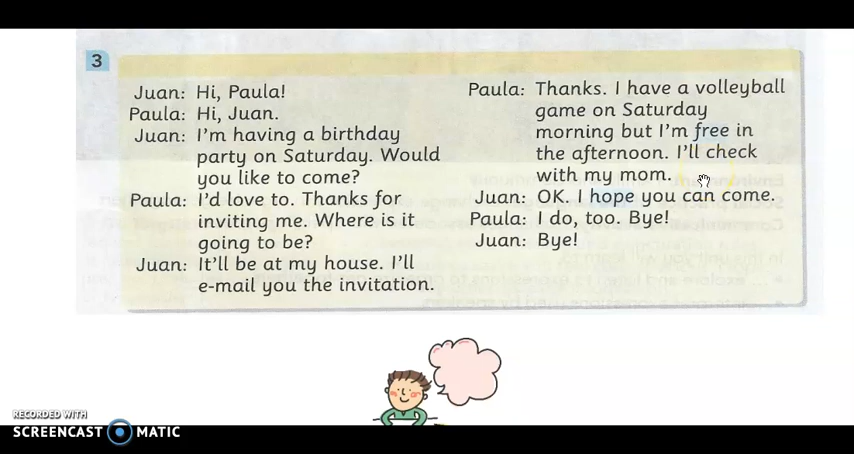 3
Juan: Hi, Paula!
Paula: Hi, Juan.
Juan: I'm having a birthday
party on Saturday. Would
you like to come?
Paula: I'd love to. Thanks for
inviting me. Where is it
going to be?
Juan: It'll be at my house. I'll
e-mail you the invitation.
Paula: Thanks. I have a volleyball
game on Saturday
morning but I'm free in
the afternoon. I'll check
with my mom.
Juan: OK. I hope you can come.
Paula: I do, too. Bye!
Juan: Bye!
RECORDED WITH
SCREENCAST MATIC